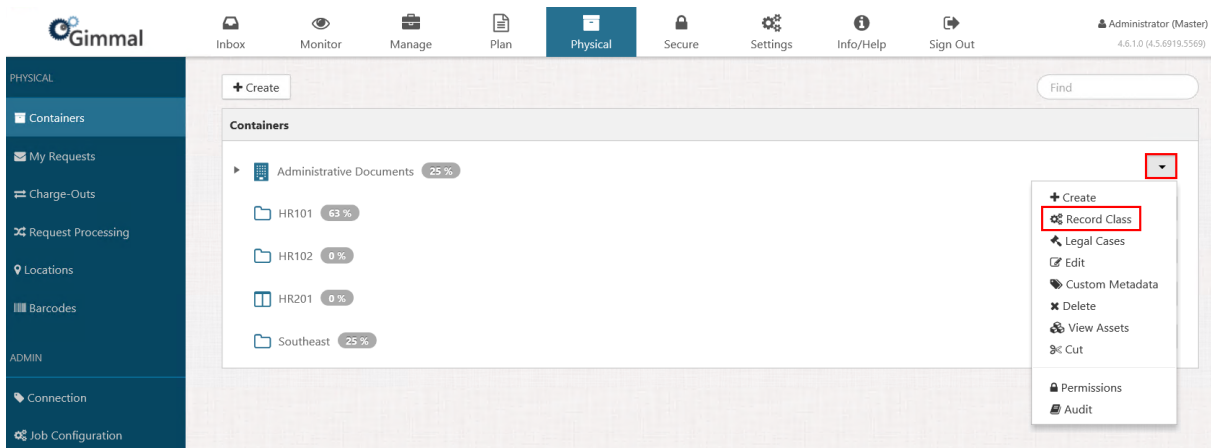 Gimmal
Inbox
Monitor
Manage
Plan
Physical
Secure
Settings
Info/Help
Sign Out
Administrator (Master)
4.6.1.0 (4.5.6919.5569)
PHYSICAL
Containers
My Requests
Charge-Outs
Request Processing
Locations
Barcodes
ADMIN
Connection
Job Configuration
Create
Find
Containers
Administrative Documents 25 %
HR101 63 %
HR102 0 %
HR201 0 %
Southeast 25 %
Create
Record Class
Legal Cases
Edit
Custom Metadata
Delete
View Assets
Cut
Permissions
Audit